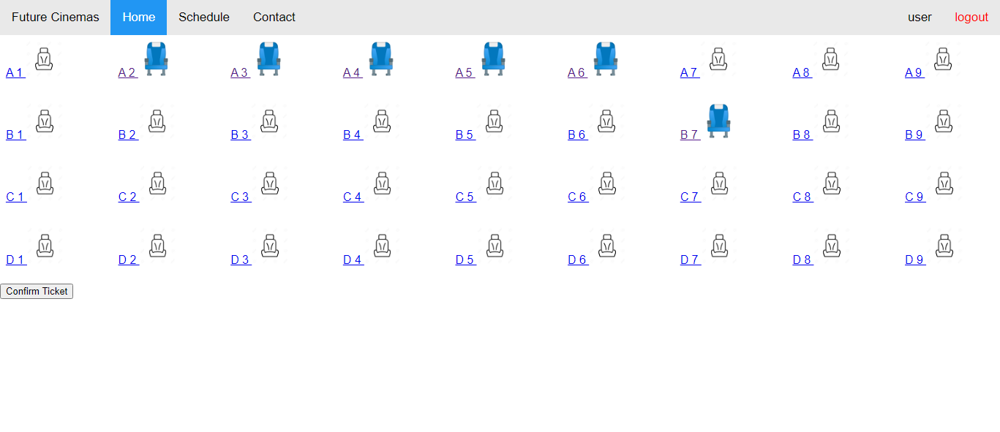 Future Cinemas Home Schedule Contact user logout
A 1 A 2 A 3 A 4 A 5 A 6 A 7 A 8 A 9
B 1 B 2 B 3 B 4 B 5 B 6 B 7 B 8 B 9
C 1 C 2 C 3 C 4 C 5 C 6 C 7 C 8 C 9
D 1 D 2 D 3 D 4 D 5 D 6 D 7 D 8 D 9
Confirm Ticket